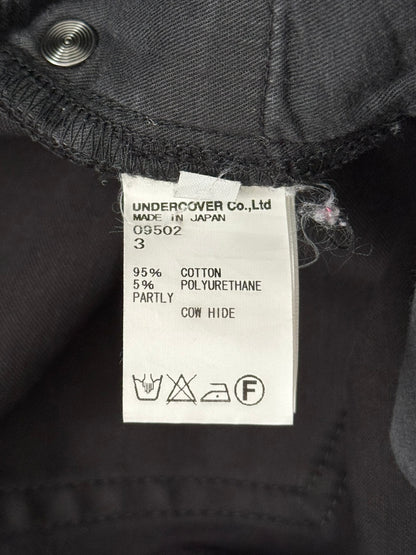 UNDERCOVER Co.,Ltd
MADE IN JAPAN
09502
3
95% COTTON
5% POLYURETHANE
PARTLY
COW HIDE
F